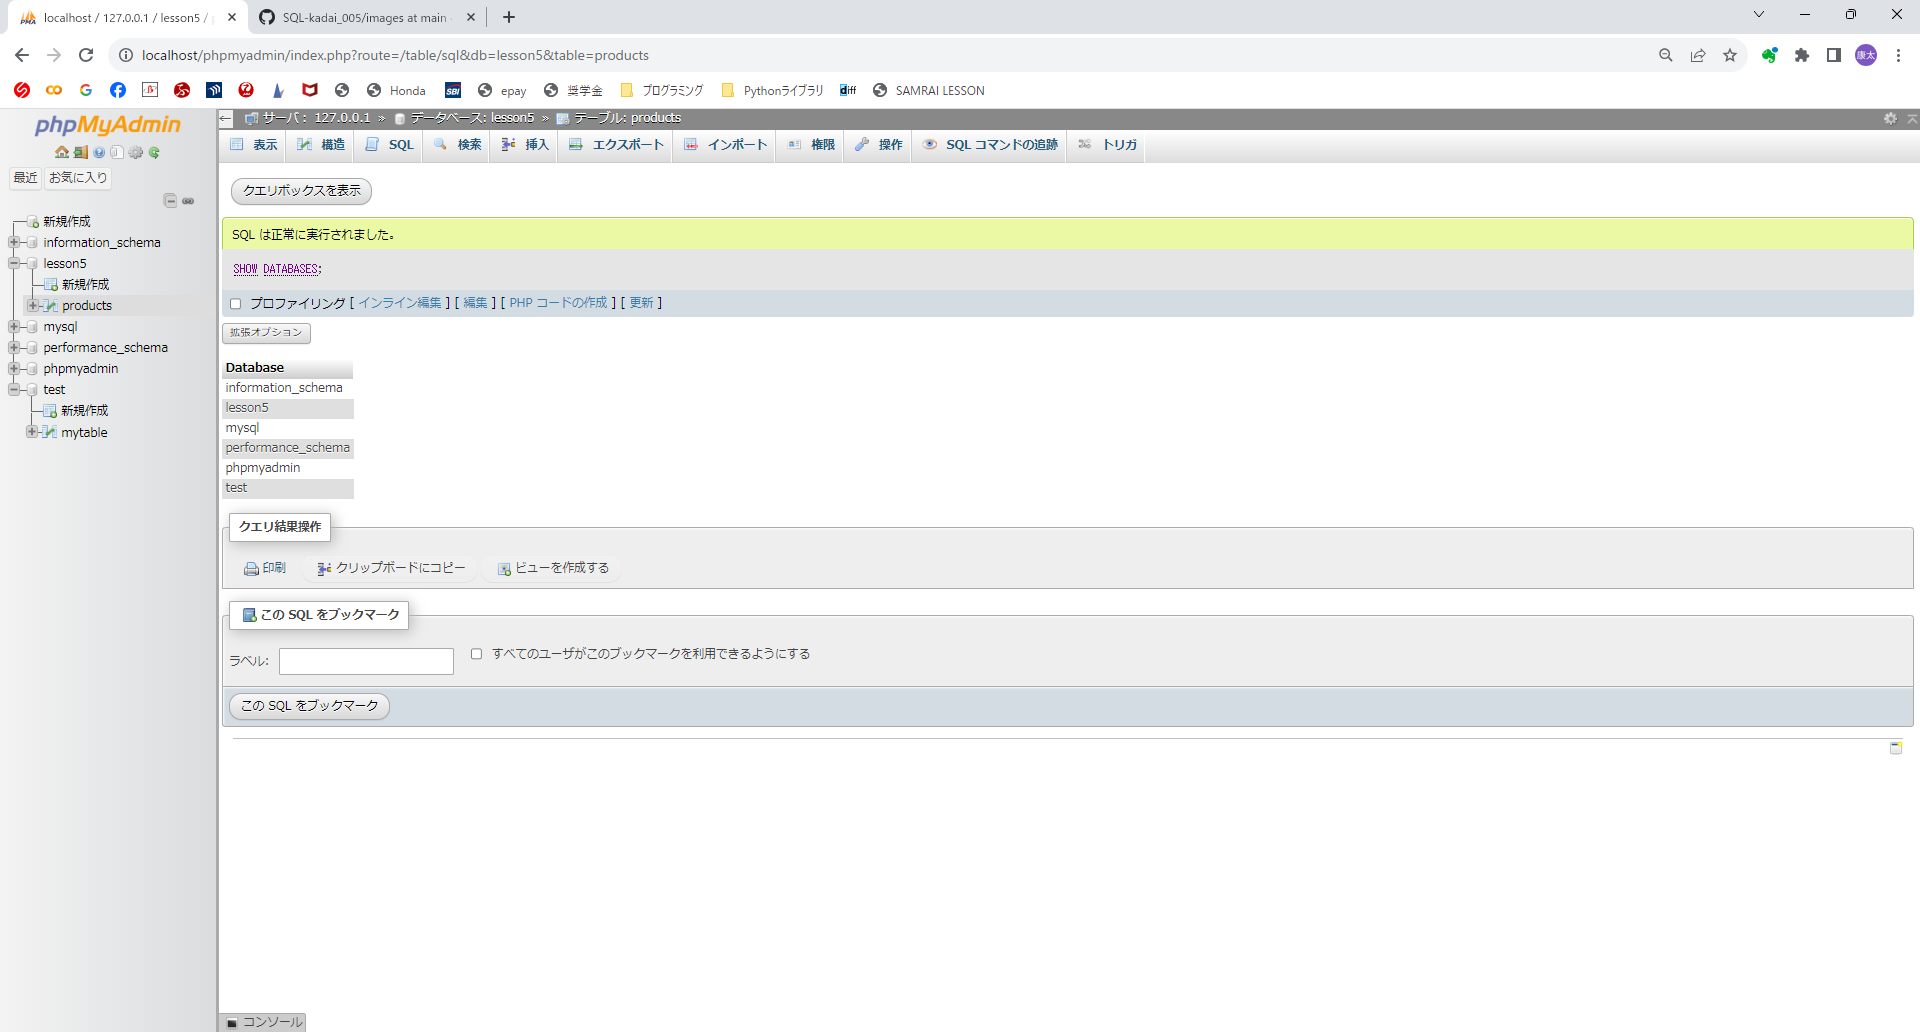 localhost / 127.0.0.1 / lesson5 /
SQL-kadai_005/images at main
localhost/phpmyadmin/index.php?route=/table/sql&db=lesson5&table=products
康太
Honda
SBI
epay
奨学金
プログラミング
Pythonライブラリ
diff
SAMRAI LESSON
phpMyAdmin
最近
お気に入り
新規作成
information_schema
lesson5
新規作成
products
mysql
performance_schema
phpmyadmin
test
新規作成
mytable
サーバ: 127.0.0.1 » データベース: lesson5 » テーブル: products
表示 構造 SQL 検索 挿入 エクスポート インポート 権限 操作 SQL コマンドの追跡 トリガ
クエリボックスを表示
SQL は正常に実行されました。
SHOW DATABASES;
プロファイリング [ インライン編集 ] [ 編集 ] [ PHP コードの作成 ] [ 更新 ]
拡張オプション
Database
information_schema
lesson5
mysql
performance_schema
phpmyadmin
test
クエリ結果操作
印刷 クリップボードにコピー ビューを作成する
この SQL をブックマーク
ラベル: すべてのユーザがこのブックマークを利用できるようにする
この SQL をブックマーク
コンソール